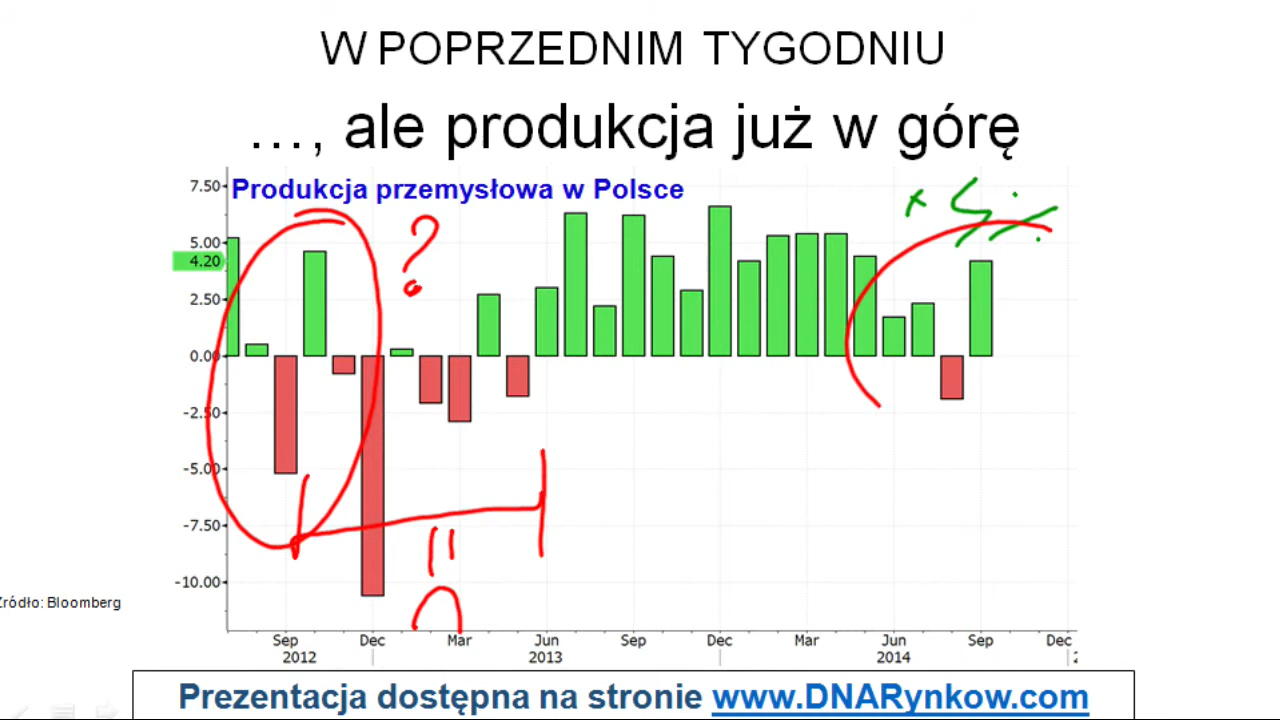 W POPRZEDNIM TYGODNIU
…, ale produkcja już w górę
Produkcja przemysłowa w Polsce
7.50
5.00
4.20
2.50
0.00
-2.50
-5.00
-7.50
-10.00
?
Sep Dec Mar Jun Sep Dec Mar Jun Sep Dec
2012 2013 2014
Źródło: Bloomberg
Prezentacja dostępna na stronie www.DNARynkow.com